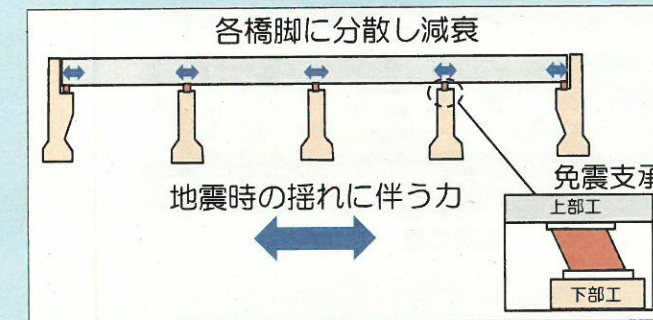 各橋脚に分散し減衰
地震時の揺れに伴う力
免震支承
上部工
下部工